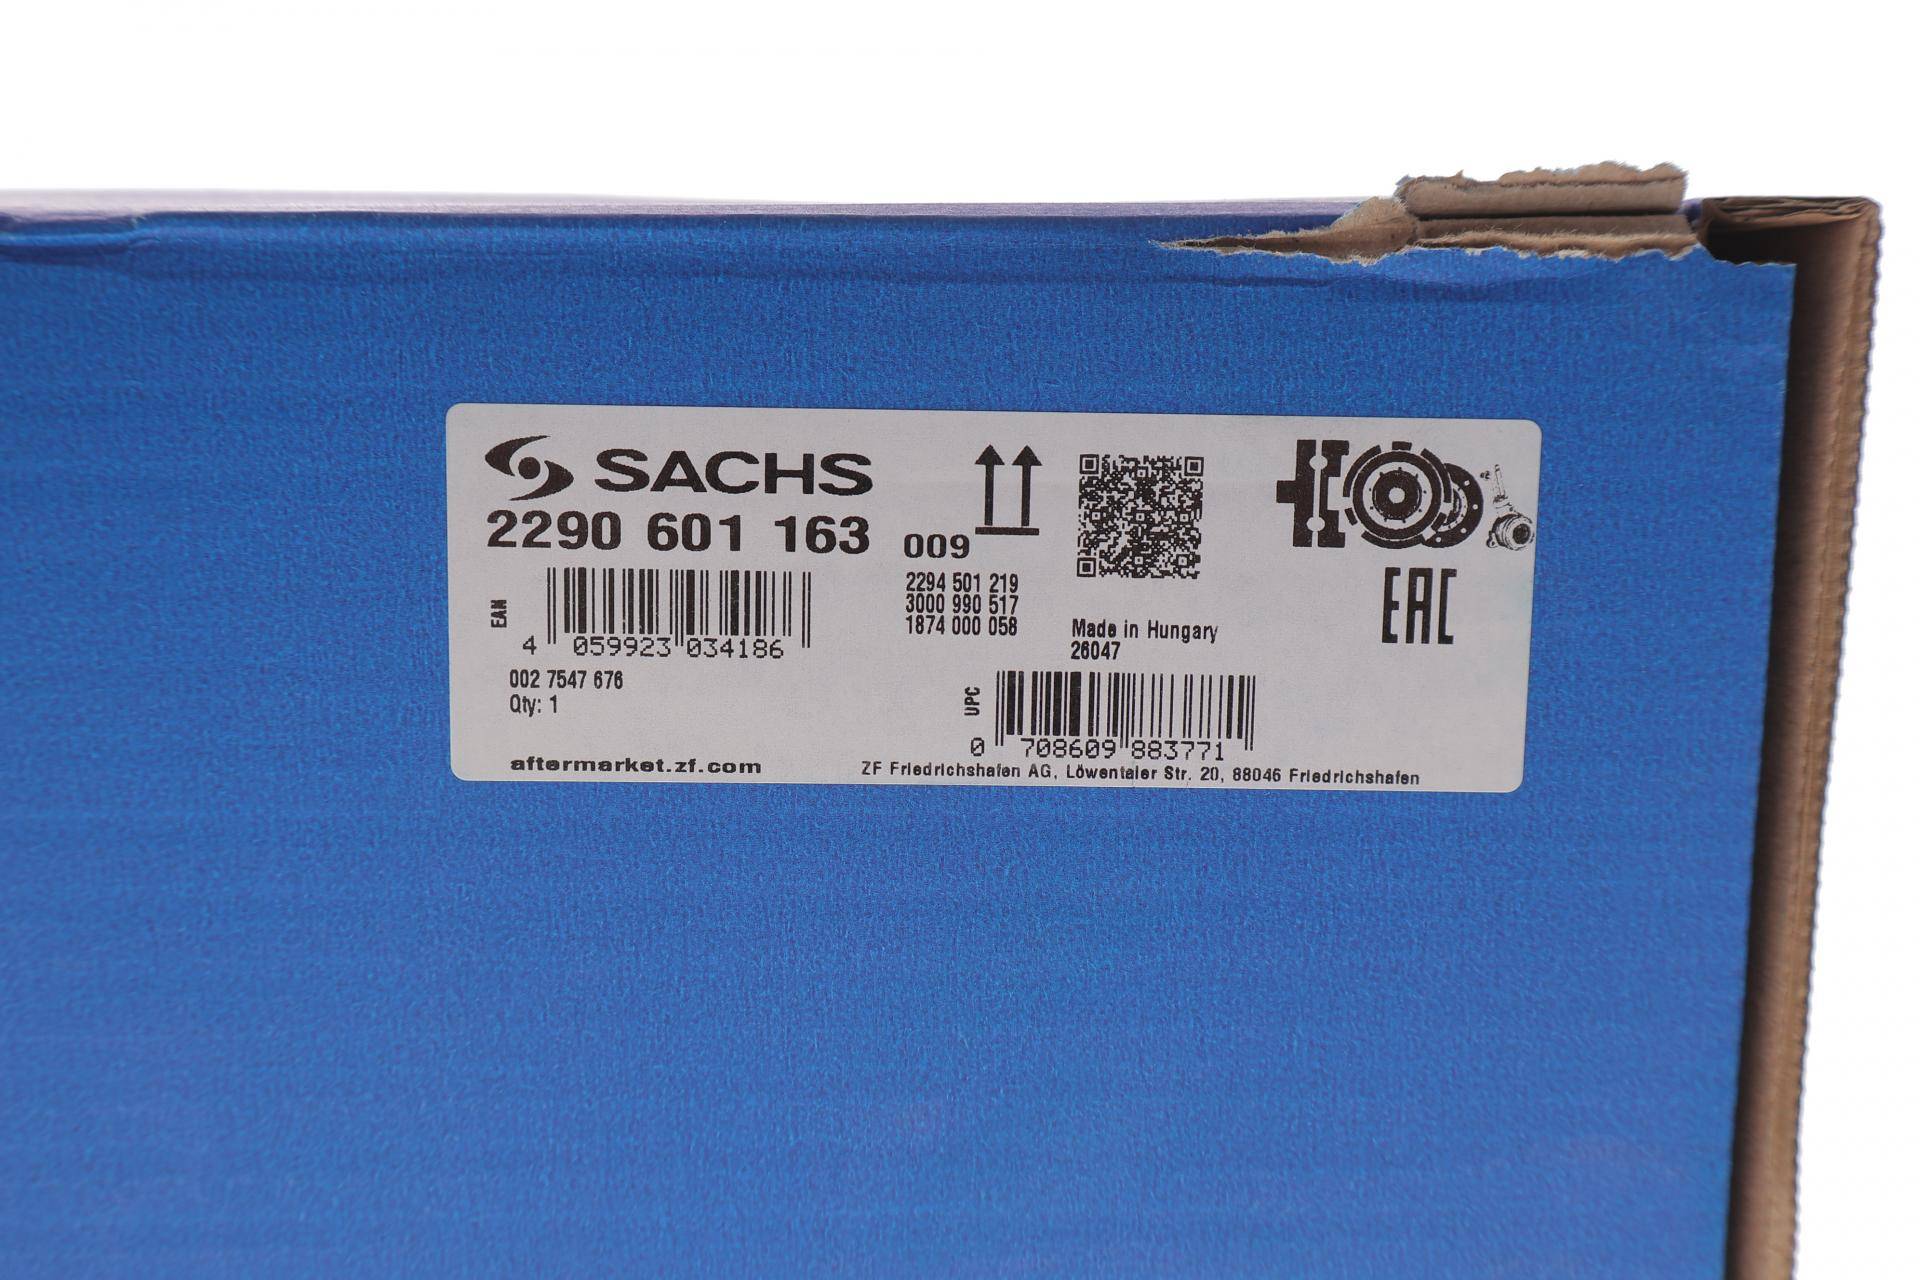 SACHS
2290 601 163 009
2294 501 219
3000 990 517
1874 000 058
EAN
4 059923 034186
002 7547 676
Qty: 1
Made in Hungary
26047
EAC
UPC
0 708609 883771
aftermarket.zf.com
ZF Friedrichshafen AG, Löwentaler Str. 20, 88046 Friedrichshafen